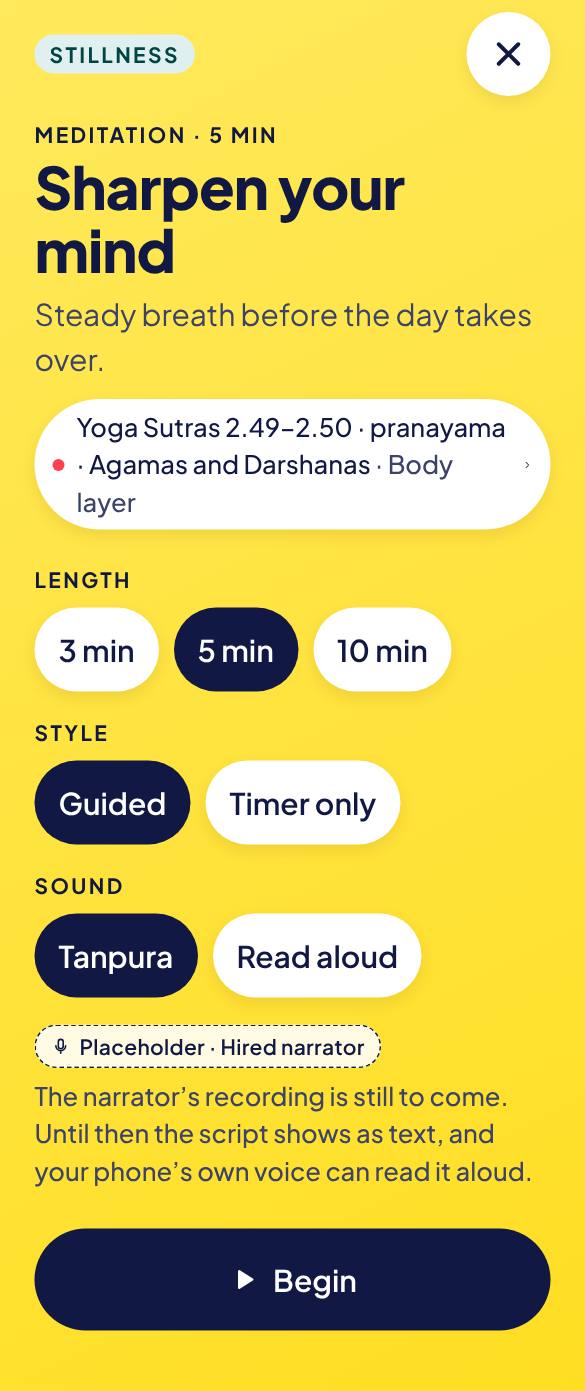 STILLNESS
MEDITATION · 5 MIN
Sharpen your
mind
Steady breath before the day takes
over.
Yoga Sutras 2.49–2.50 · pranayama
· Agamas and Darshanas · Body
layer
LENGTH
3 min 5 min 10 min
STYLE
Guided Timer only
SOUND
Tanpura Read aloud
Placeholder · Hired narrator
The narrator’s recording is still to come.
Until then the script shows as text, and
your phone’s own voice can read it aloud.
Begin